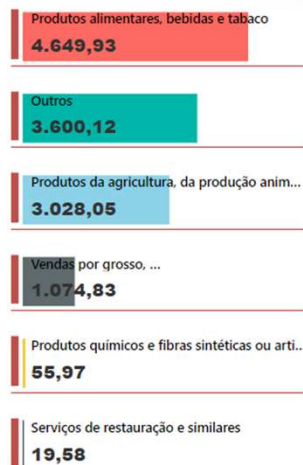 Produtos alimentares, bebidas e tabaco
4.649,93
Outros
3.600,12
Produtos da agricultura, da produção anim...
3.028,05
Vendas por grosso, ...
1.074,83
Produtos químicos e fibras sintéticas ou arti...
55,97
Serviços de restauração e similares
19,58